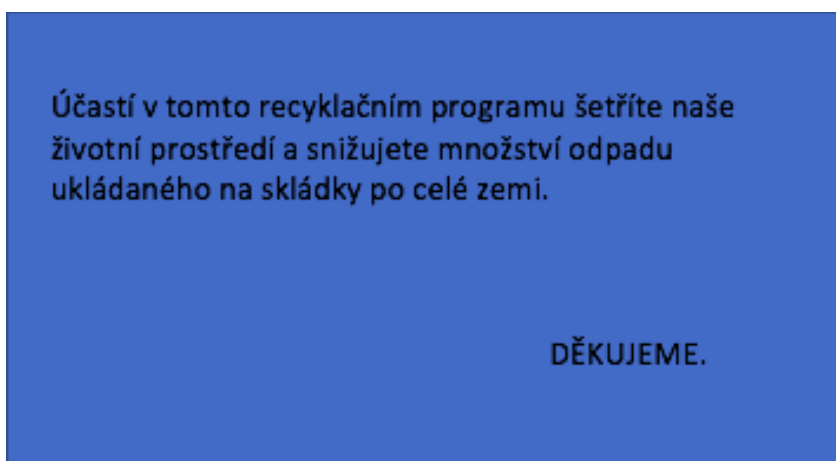 Účastí v tomto recyklačním programu šetříte naše
životní prostředí a snižujete množství odpadu
ukládaného na skládky po celé zemi.
DĚKUJEME.